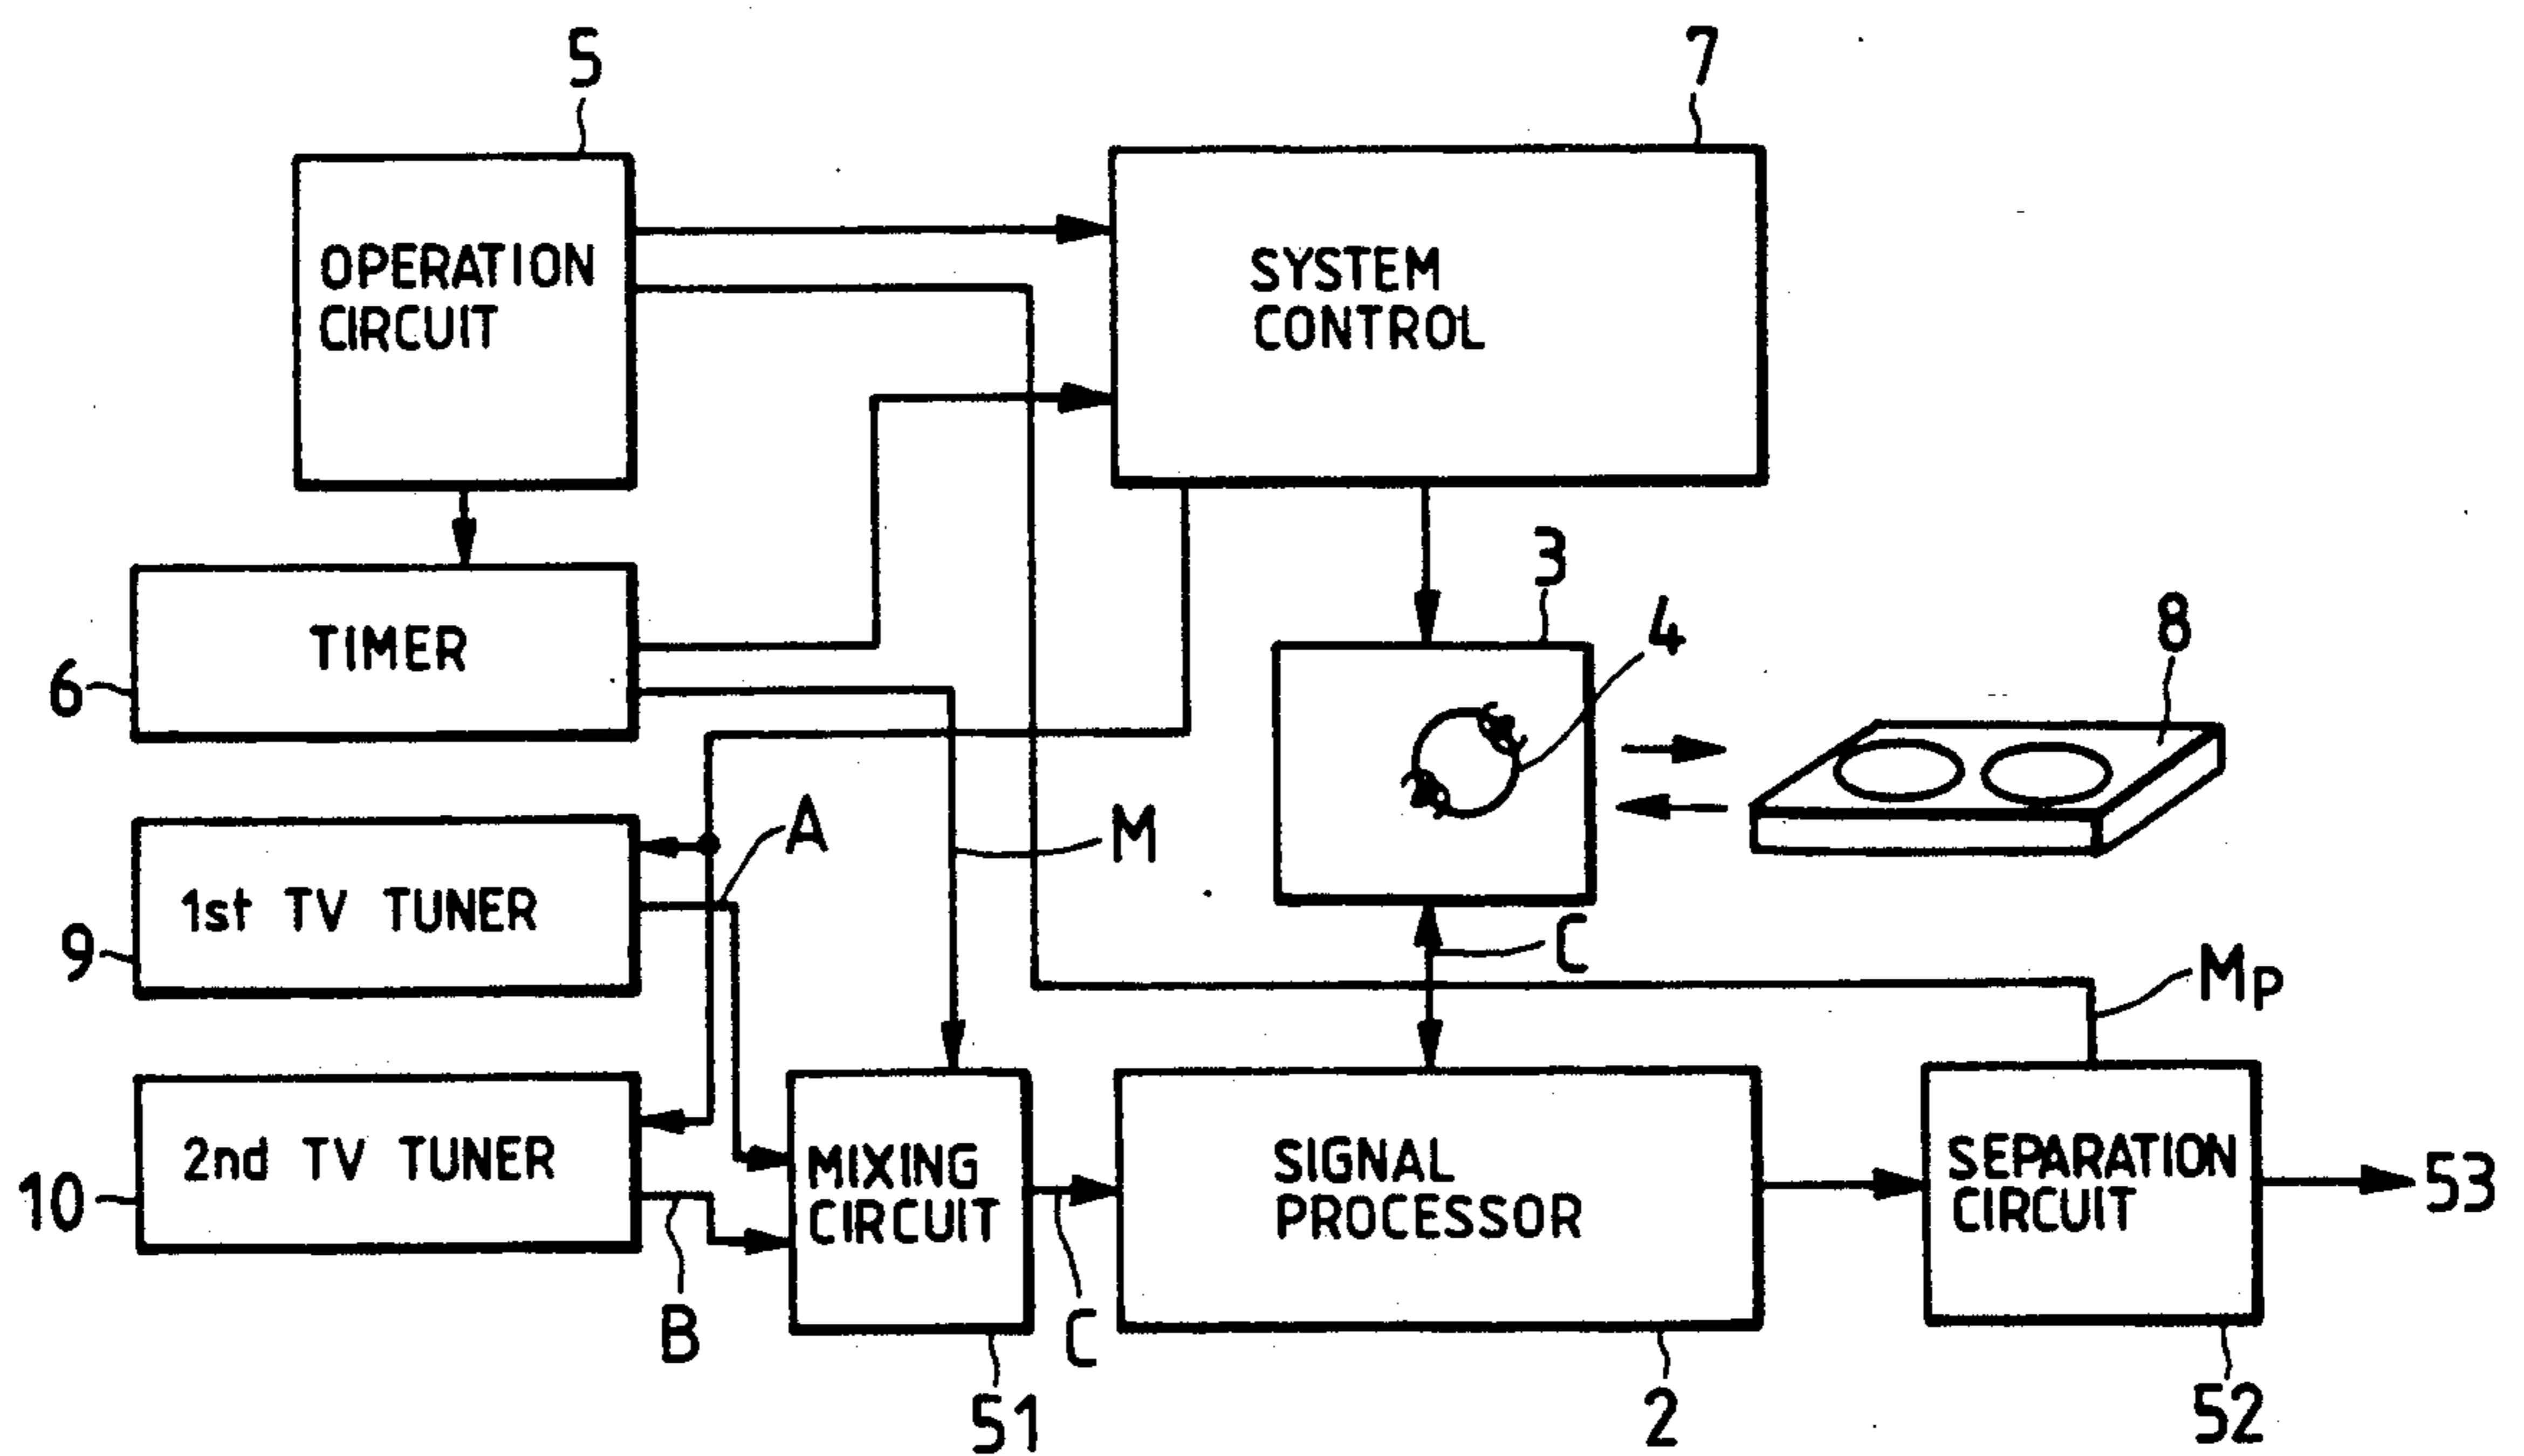 5
7
OPERATION
CIRCUIT
SYSTEM
CONTROL
3
4
8
TIMER
6
A
M
1st TV TUNER
9
C
Mp
2nd TV TUNER
10
MIXING
CIRCUIT
SIGNAL
PROCESSOR
SEPARATION
CIRCUIT
53
B
C
51
2
52